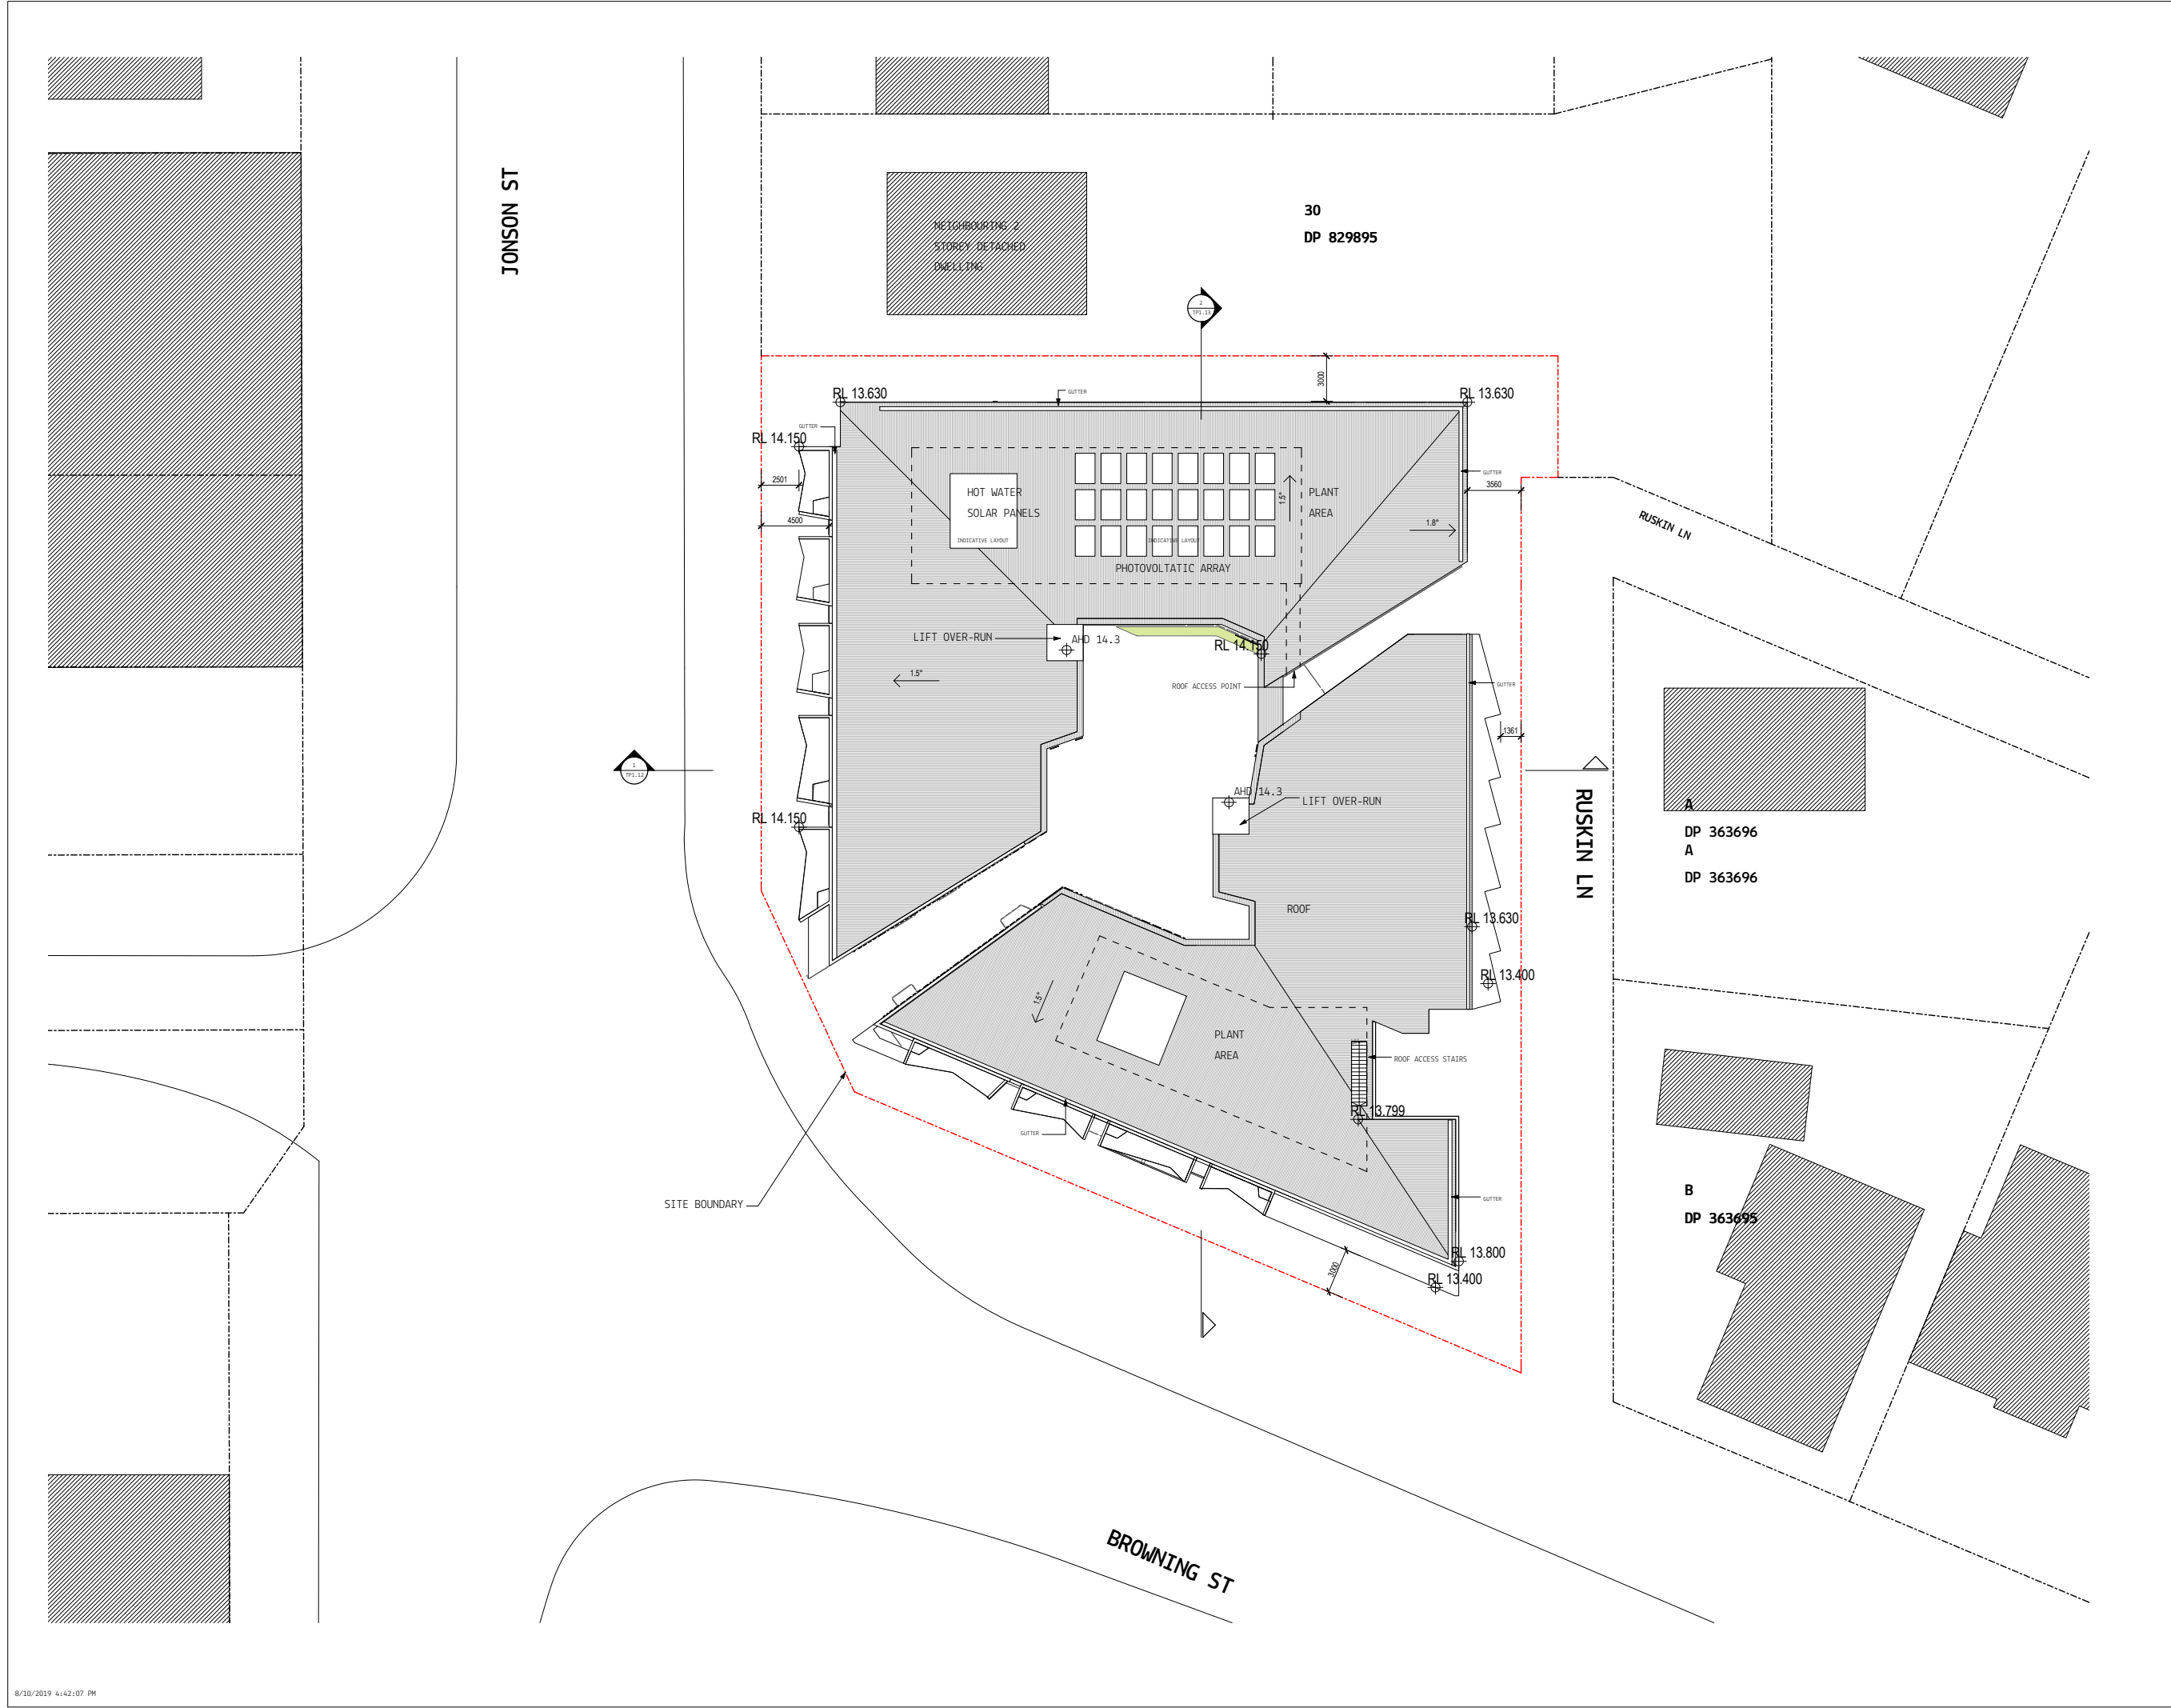 JONSON ST
NEIGHBOURING 2
STOREY DETACHED
DWELLING
30
DP 829895
2
TP1.13
3000
RL 13.630
GUTTER
RL 13.630
GUTTER
RL 14.150
2501
4500
HOT WATER
SOLAR PANELS
INDICATIVE LAYOUT
INDICATIVE LAYOUT
PHOTOVOLTATIC ARRAY
1.5°
PLANT
AREA
1.8°
GUTTER
3560
RUSKIN LN
LIFT OVER-RUN
AHD 14.3
RL 14.150
1.5°
ROOF ACCESS POINT
GUTTER
1361
1
TP1.12
RL 14.150
AHD 14.3
LIFT OVER-RUN
RUSKIN LN
A
DP 363696
A
DP 363696
ROOF
RL 13.630
RL 13.400
1.5°
PLANT
AREA
ROOF ACCESS STAIRS
RL 13.799
GUTTER
SITE BOUNDARY
GUTTER
B
DP 363695
RL 13.800
3000
RL 13.400
BROWNING ST
8/10/2019 4:42:07 PM